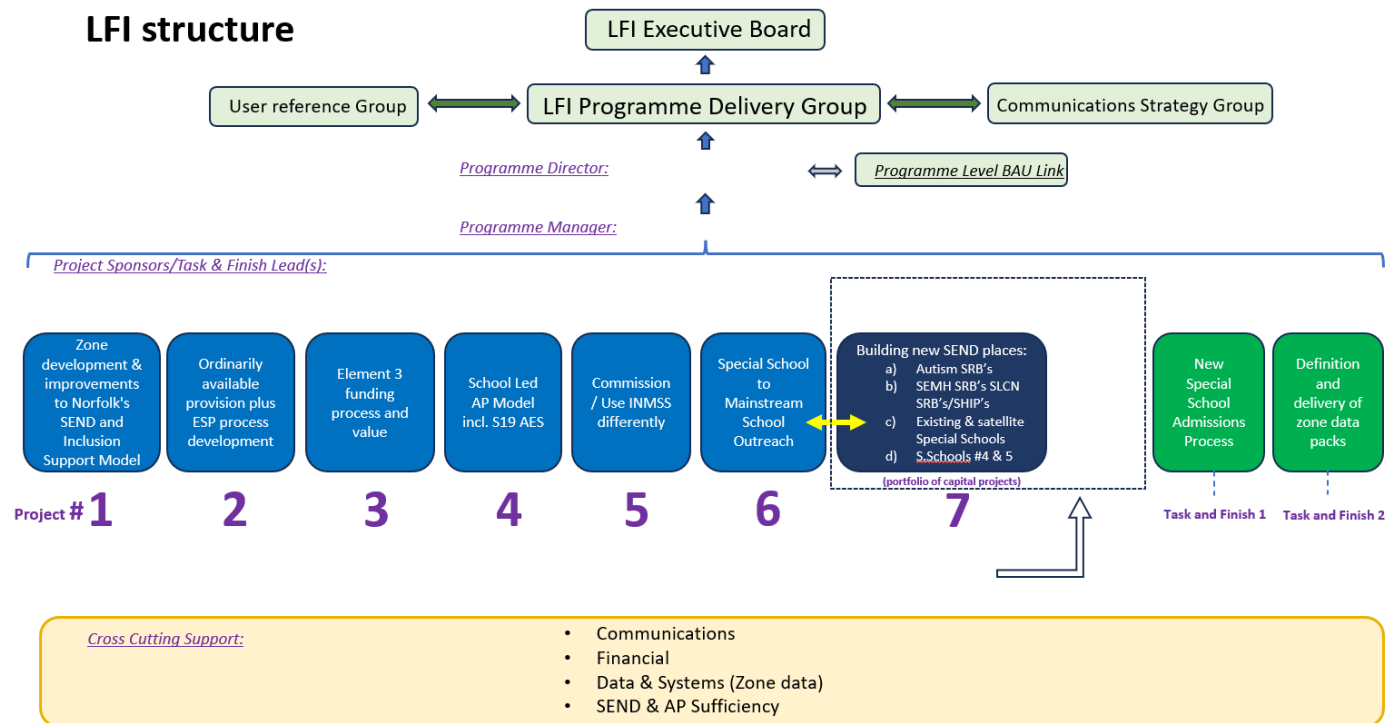 LFI structure
LFI Executive Board
User reference Group
LFI Programme Delivery Group
Communications Strategy Group
Programme Director:
Programme Level BAU Link
Programme Manager:
Project Sponsors/Task & Finish Lead(s):
Zone
development &
improvements
to Norfolk's
SEND and
Inclusion
Support Model
Ordinarily
available
provision plus
ESP process
development
Element 3
funding
process and
value
School Led
AP Model
incl. S19 AES
Commission
/ Use INMSS
differently
Special School
to
Mainstream
School
Outreach
Building new SEND places:
a) Autism SRB's
b) SEMH SRB's SLCN
SRB's/SHIP's
c) Existing & satellite
Special Schools
d) S.Schools #4 & 5
(portfolio of capital projects)
New
Special
School
Admissions
Process
Definition
and
delivery of
zone data
packs
Project # 1
2
3
4
5
6
7
Task and Finish 1
Task and Finish 2
Cross Cutting Support:
• Communications
• Financial
• Data & Systems (Zone data)
• SEND & AP Sufficiency